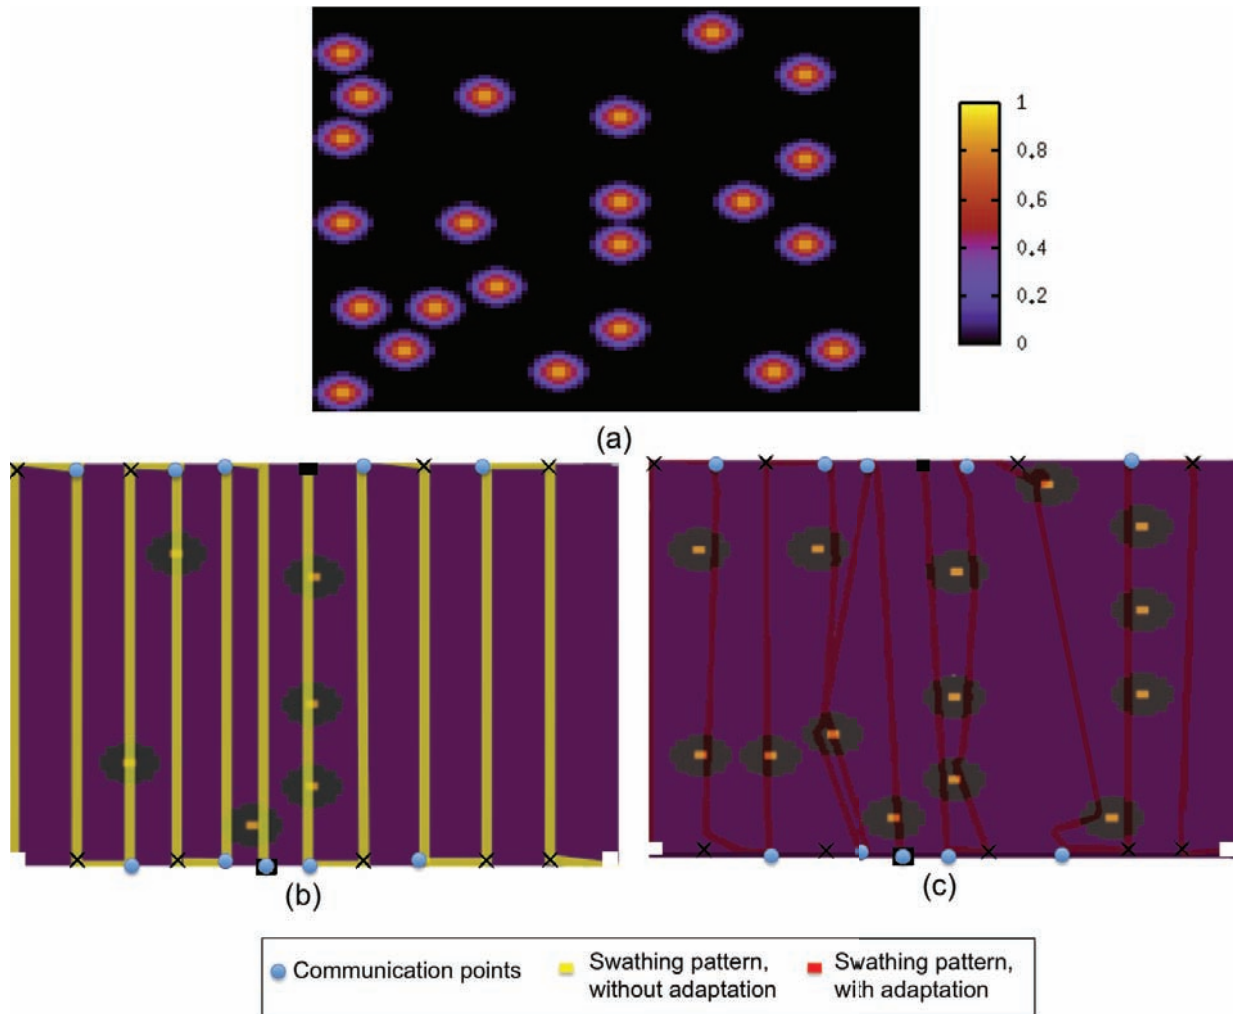 1
0.8
0.6
0.4
0.2
0
(a)
(b)
(c)
Communication points
Swathing pattern,
without adaptation
Swathing pattern,
with adaptation